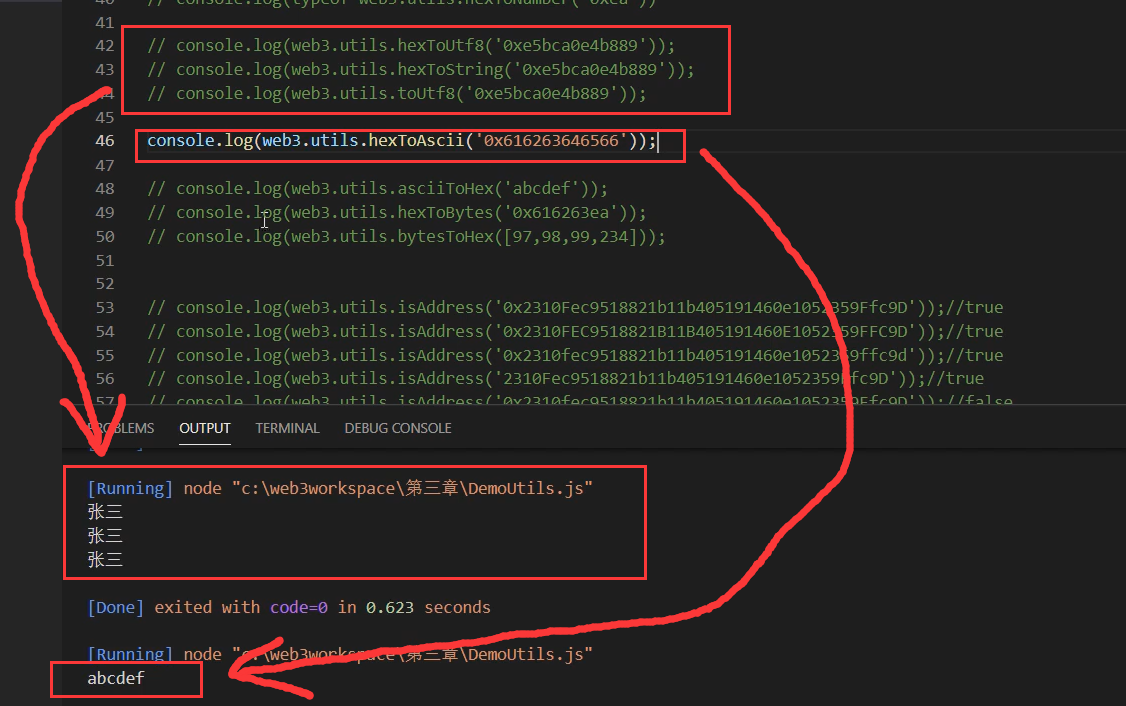 40 // console.log(typeof web3.utils.hexToNumber('0xea'))
41
42 // console.log(web3.utils.hexToUtf8('0xe5bca0e4b889'));
43 // console.log(web3.utils.hexToString('0xe5bca0e4b889'));
44 // console.log(web3.utils.toUtf8('0xe5bca0e4b889'));
45
46 console.log(web3.utils.hexToAscii('0x616263646566'));
47
48 // console.log(web3.utils.asciiToHex('abcdef'));
49 // console.log(web3.utils.hexToBytes('0x616263ea'));
50 // console.log(web3.utils.bytesToHex([97,98,99,234]));
51
52
53 // console.log(web3.utils.isAddress('0x2310Fec9518821b11b405191460e1052359Ffc9D'));//true
54 // console.log(web3.utils.isAddress('0x2310FEC9518821B11B405191460E1052359FFC9D'));//true
55 // console.log(web3.utils.isAddress('0x2310fec9518821b11b405191460e1052359ffc9d'));//true
56 // console.log(web3.utils.isAddress('2310Fec9518821b11b405191460e1052359Ffc9D'));//true
57 // console.log(web3.utils.isAddress('0x2310fec9518821b11b405191460e1052359Ffc9D'));//false
PROBLEMS OUTPUT TERMINAL DEBUG CONSOLE
[Running] node "c:\web3workspace\第三章\DemoUtils.js"
张三
张三
张三
[Done] exited with code=0 in 0.623 seconds
[Running] node "c:\web3workspace\第三章\DemoUtils.js"
abcdef